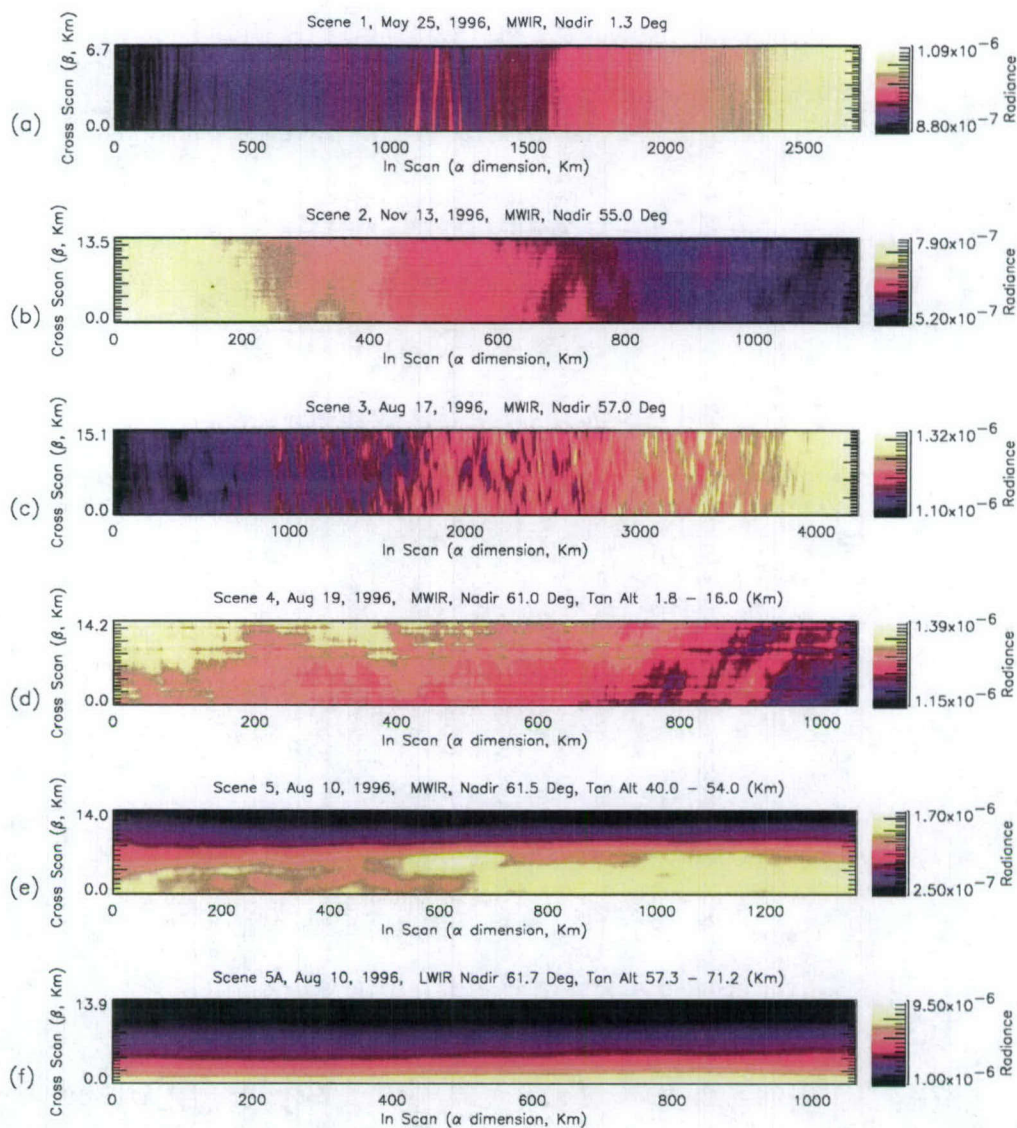 Scene 1, May 25, 1996, MWIR, Nadir 1.3 Deg
(a)
Cross Scan (β, Km)
6.7
0.0
0 500 1000 1500 2000 2500
In Scan (α dimension, Km)
1.09x10⁻⁶
8.80x10⁻⁷
Radiance
Scene 2, Nov 13, 1996, MWIR, Nadir 55.0 Deg
(b)
Cross Scan (β, Km)
13.5
0.0
0 200 400 600 800 1000
In Scan (α dimension, Km)
7.90x10⁻⁷
5.20x10⁻⁷
Radiance
Scene 3, Aug 17, 1996, MWIR, Nadir 57.0 Deg
(c)
Cross Scan (β, Km)
15.1
0.0
0 1000 2000 3000 4000
In Scan (α dimension, Km)
1.32x10⁻⁶
1.10x10⁻⁶
Radiance
Scene 4, Aug 19, 1996, MWIR, Nadir 61.0 Deg, Tan Alt 1.8 - 16.0 (Km)
(d)
Cross Scan (β, Km)
14.2
0.0
0 200 400 600 800 1000
In Scan (α dimension, Km)
1.39x10⁻⁶
1.15x10⁻⁶
Radiance
Scene 5, Aug 10, 1996, MWIR, Nadir 61.5 Deg, Tan Alt 40.0 - 54.0 (Km)
(e)
Cross Scan (β, Km)
14.0
0.0
0 200 400 600 800 1000 1200
In Scan (α dimension, Km)
1.70x10⁻⁶
2.50x10⁻⁷
Radiance
Scene 5A, Aug 10, 1996, LWIR Nadir 61.7 Deg, Tan Alt 57.3 - 71.2 (Km)
(f)
Cross Scan (β, Km)
13.9
0.0
0 200 400 600 800 1000
In Scan (α dimension, Km)
9.50x10⁻⁶
1.00x10⁻⁶
Radiance